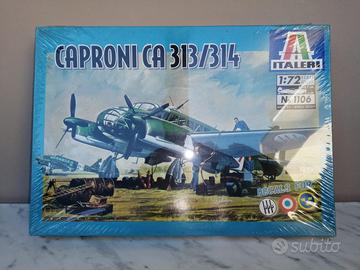 CAPRONI CA 313/314
ITALERI
1:72
No 1106
DECALS FOR
subito